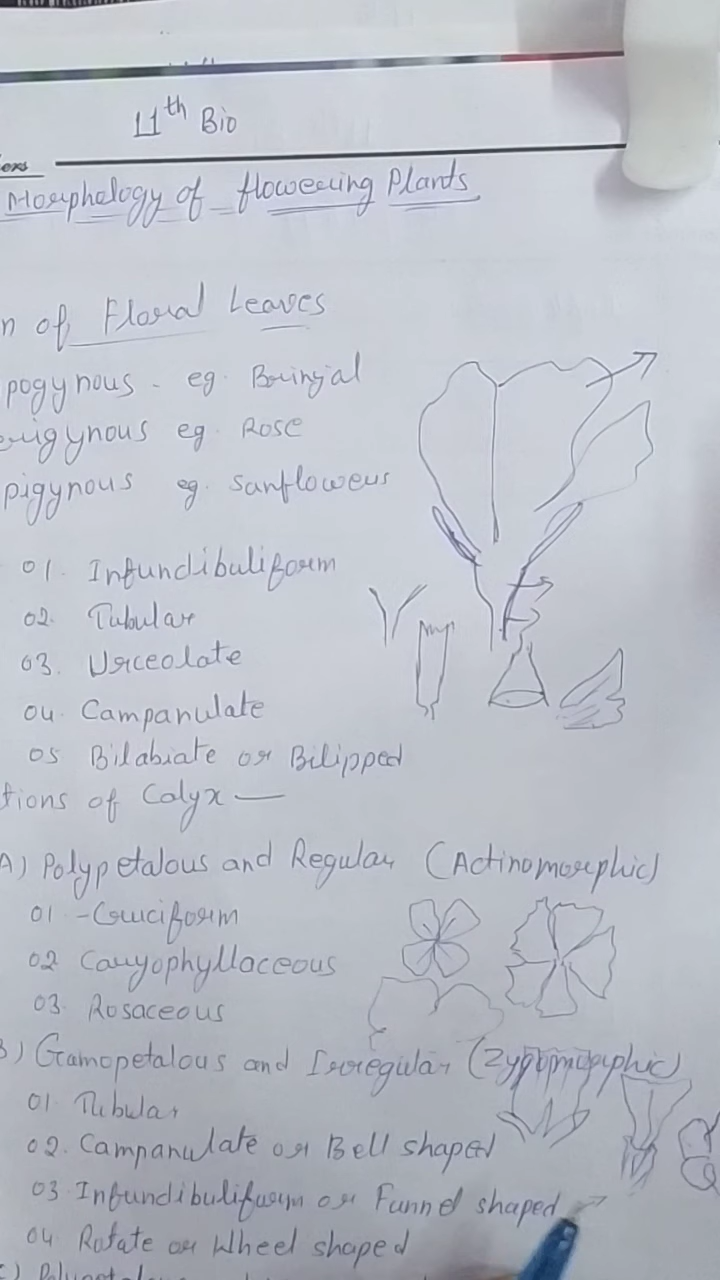 11th Bio
Morphology of flowering Plants
n of Floral Leaves
pogynous - eg. Brinjal
rigynous eg. Rose
pigynous eg. Sanflowers
01. Infundibuliform
02. Tubular
03. Urceolate
04. Campanulate
05 Bilabiate or Bilipped
tions of Calyx —
A) Polypetalous and Regular (Actinomorphic)
01 - Cruciform
02 Caryophyllaceous
03. Rosaceous
B) Gamopetalous and Irregular (Zygomorphic)
01. Tubular
02. Campanulate or Bell shaped
03 Infundibuliform or Funnel shaped
04 Rotate or Wheel shaped